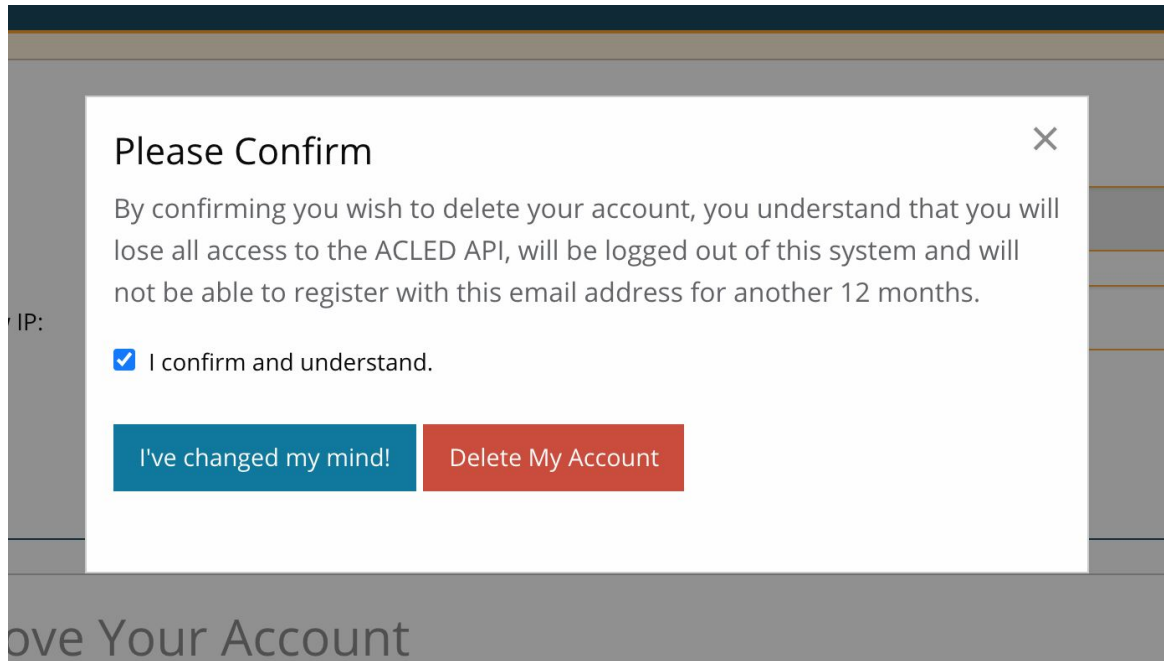 Please Confirm
By confirming you wish to delete your account, you understand that you will
lose all access to the ACLED API, will be logged out of this system and will
not be able to register with this email address for another 12 months.
IP:
I confirm and understand.
I've changed my mind!
Delete My Account
ove Your Account